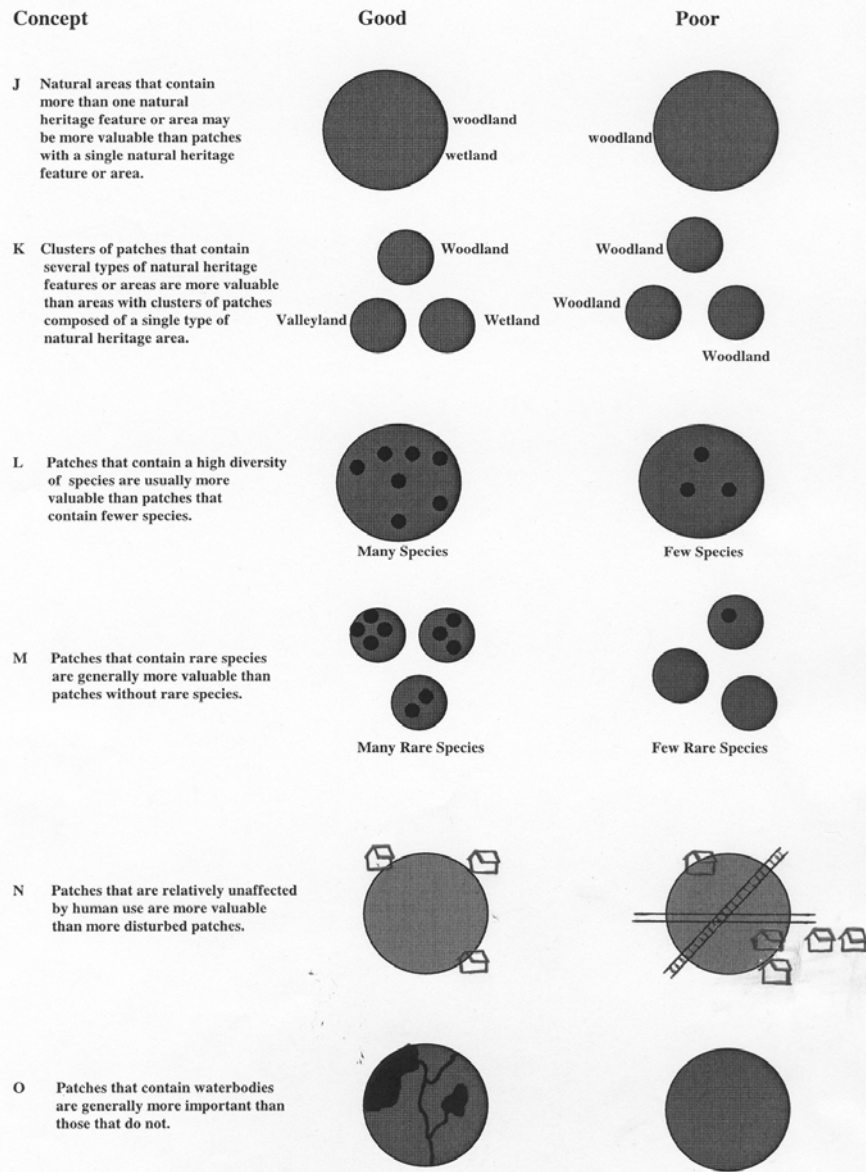 Concept Good Poor
J Natural areas that contain
more than one natural
heritage feature or area may
be more valuable than patches
with a single natural heritage
feature or area.
woodland
wetland
woodland
K Clusters of patches that contain
several types of natural heritage
features or areas are more valuable
than areas with clusters of patches
composed of a single type of
natural heritage area.
Woodland
Valleyland
Wetland
Woodland
Woodland
Woodland
L Patches that contain a high diversity
of species are usually more
valuable than patches that
contain fewer species.
Many Species
Few Species
M Patches that contain rare species
are generally more valuable than
patches without rare species.
Many Rare Species
Few Rare Species
N Patches that are relatively unaffected
by human use are more valuable
than more disturbed patches.
O Patches that contain waterbodies
are generally more important than
those that do not.